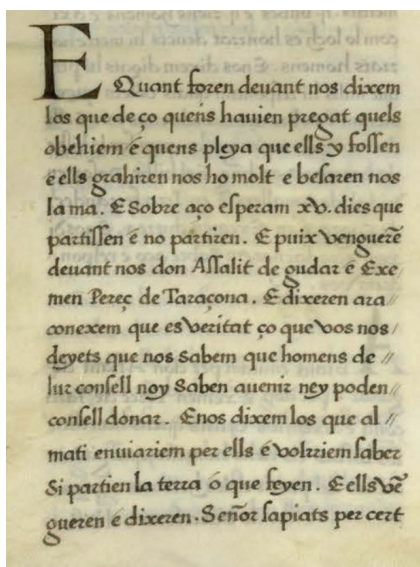 E Quant foren deuant nos dixem
los que de ço quens hauien pregat quels
obehiem é quens pleya que ells y fossen
e ells grahiren nos ho molt e besaren nos
la ma. E Sobre aço esperam xv. dies que
partissen é no partiren. E puix venguerē
deuant nos don Assalit de gudar é Exe
men Pereç de Taraçona. E dixeren ara
conexem que es veritat ço que vos nos
deyets que nos Sabem que homens de //
lur consell noy Saben auenir ney poden //
consell donar. E nos dixem los que al //
mati enuiariem per ells é volrriem saber
Si partien la terra ó que feyen. E ells vē
gueren é dixeren. Señor sapiats per cert